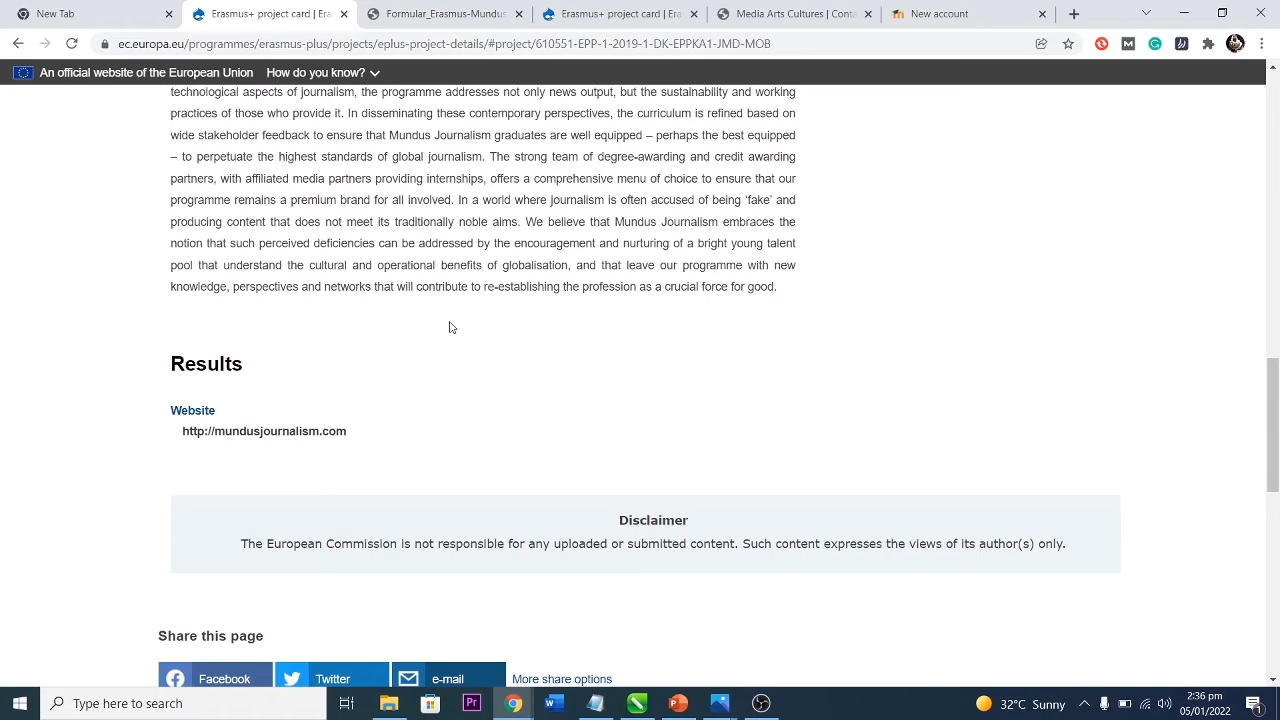 New Tab
Erasmus+ project card | Era
Formular_Erasmus-Mundus
Erasmus+ project card | Era
Media Arts Cultures | Conta
New account
ec.europa.eu/programmes/erasmus-plus/projects/eplus-project-details/#project/610551-EPP-1-2019-1-DK-EPPKA1-JMD-MOB
An official website of the European Union How do you know?
technological aspects of journalism, the programme addresses not only news output, but the sustainability and working
practices of those who provide it. In disseminating these contemporary perspectives, the curriculum is refined based on
wide stakeholder feedback to ensure that Mundus Journalism graduates are well equipped – perhaps the best equipped
– to perpetuate the highest standards of global journalism. The strong team of degree-awarding and credit awarding
partners, with affiliated media partners providing internships, offers a comprehensive menu of choice to ensure that our
programme remains a premium brand for all involved. In a world where journalism is often accused of being ‘fake’ and
producing content that does not meet its traditionally noble aims. We believe that Mundus Journalism embraces the
notion that such perceived deficiencies can be addressed by the encouragement and nurturing of a bright young talent
pool that understand the cultural and operational benefits of globalisation, and that leave our programme with new
knowledge, perspectives and networks that will contribute to re-establishing the profession as a crucial force for good.
Results
Website
http://mundusjournalism.com
Disclaimer
The European Commission is not responsible for any uploaded or submitted content. Such content expresses the views of its author(s) only.
Share this page
Facebook
Twitter
e-mail
More share options
Type here to search
32°C Sunny
2:36 pm
05/01/2022